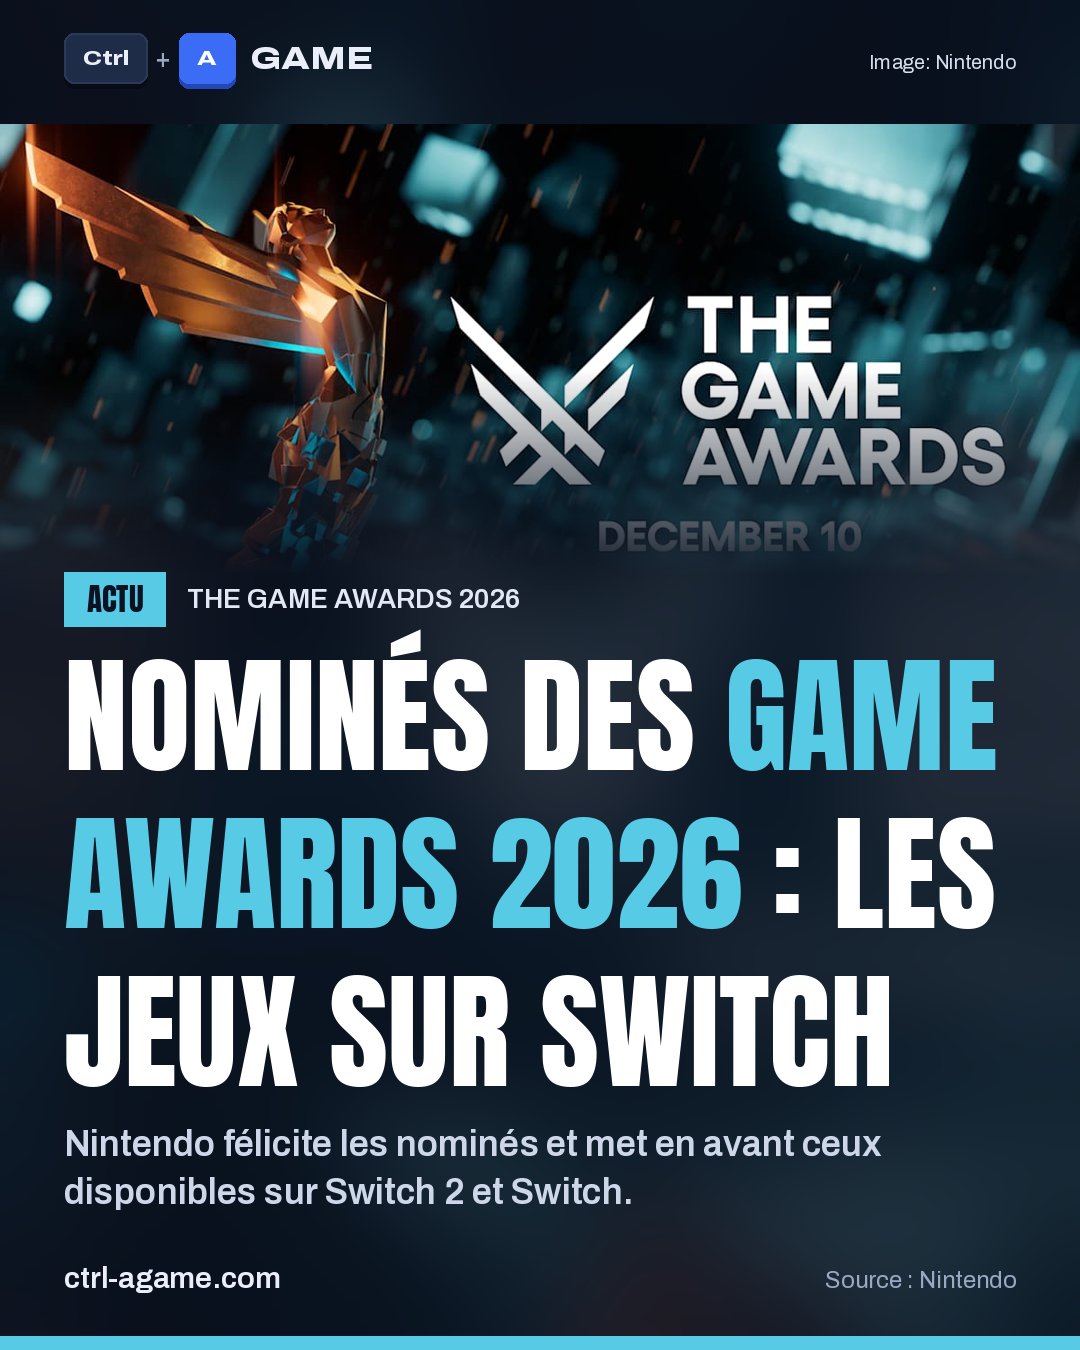 Ctrl + A GAME
Image: Nintendo
THE
GAME
AWARDS
DECEMBER 10
ACTU
THE GAME AWARDS 2026
NOMINÉS DES GAME
AWARDS 2026 : LES
JEUX SUR SWITCH
Nintendo félicite les nominés et met en avant ceux
disponibles sur Switch 2 et Switch.
ctrl-agame.com
Source : Nintendo